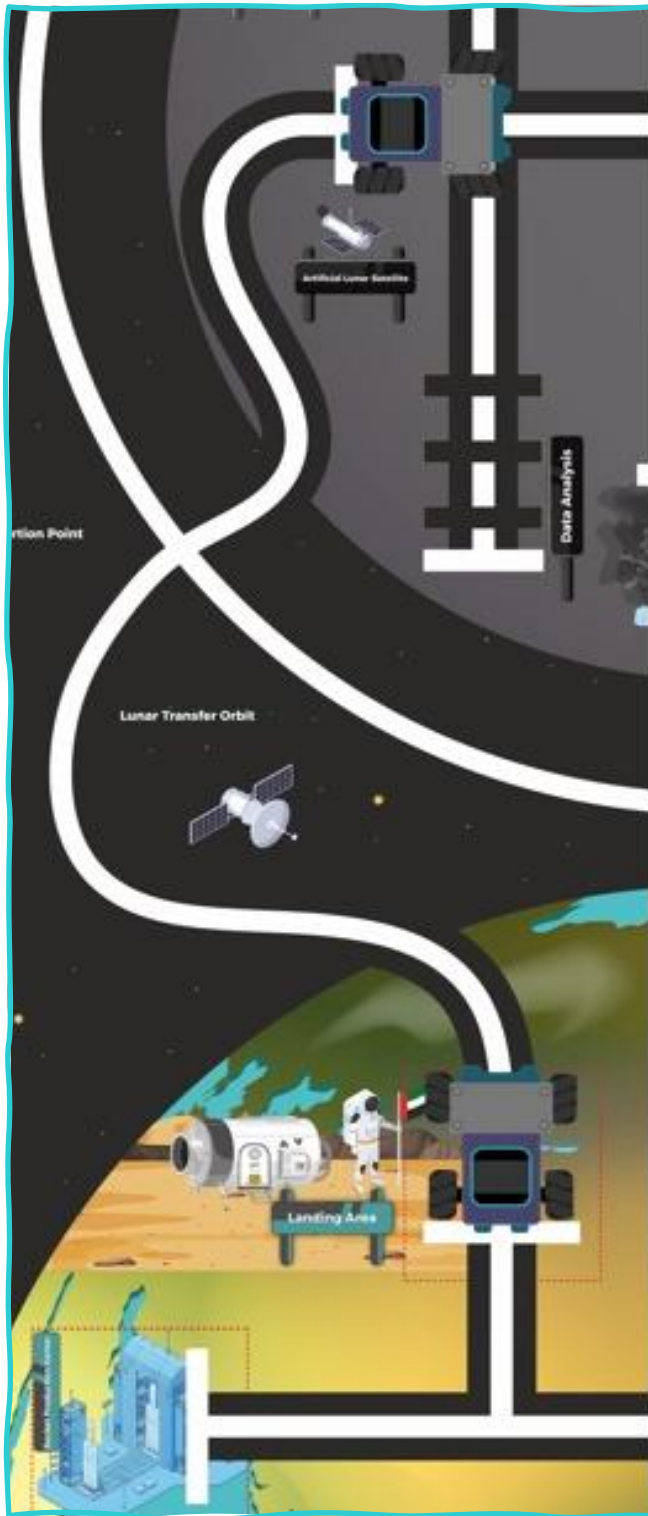 Artificial Lunar Satellite
Data Analysis
rtion Point
Lunar Transfer Orbit
Landing Area